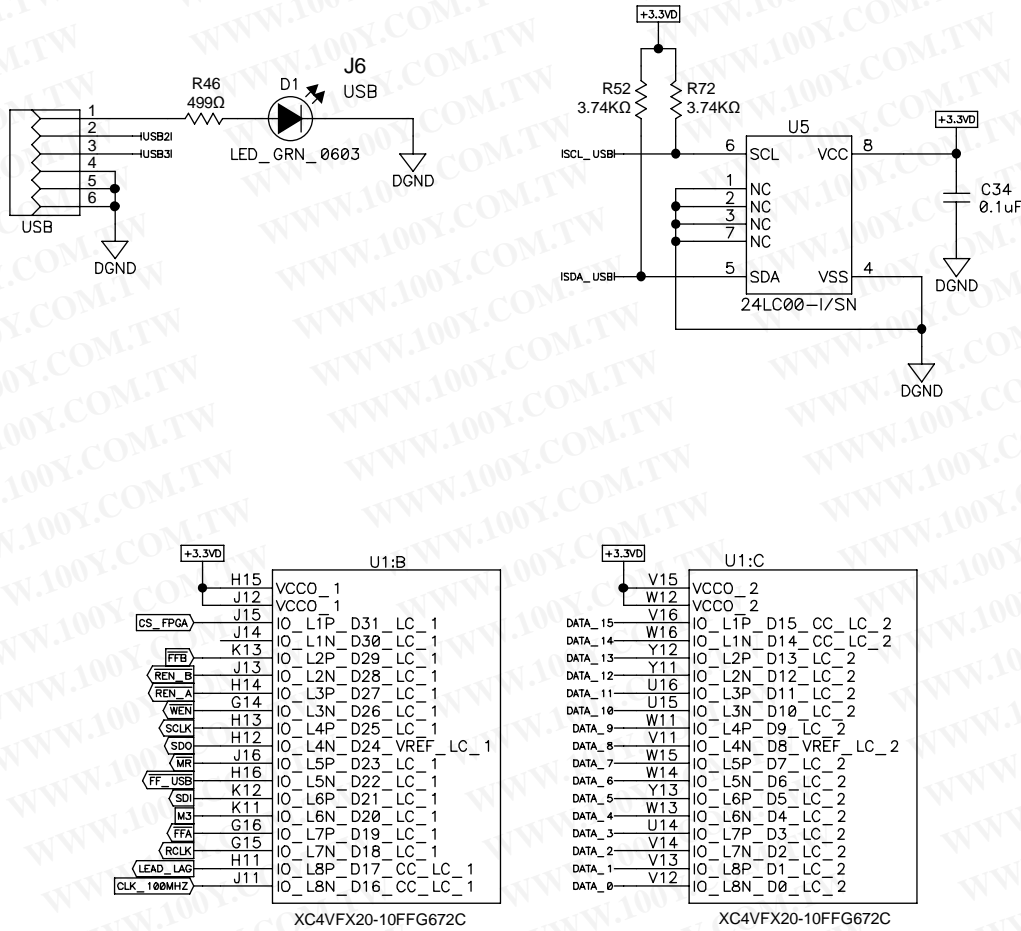 +3.3VD
J6
USB
R46
499Ω
D1
LED_GRN_0603
DGND
1
2
3
4
5
6
|USB2|
|USB3|
USB
DGND
R52
3.74KΩ
R72
3.74KΩ
U5
|SCL_USB|
6 SCL
VCC 8
+3.3VD
1 NC
2 NC
3 NC
7 NC
C34
0.1uF
DGND
|SDA_USB|
5 SDA
VSS 4
24LC00-I/SN
DGND
+3.3VD
U1:B
H15 VCCO_1
J12 VCCO_1
CS_FPGA J15 IO_L1P_D31_LC_1
J14 IO_L1N_D30_LC_1
FFB K13 IO_L2P_D29_LC_1
REN_B J13 IO_L2N_D28_LC_1
REN_A H14 IO_L3P_D27_LC_1
WEN G14 IO_L3N_D26_LC_1
SCLK H13 IO_L4P_D25_LC_1
SDO H12 IO_L4N_D24_VREF_LC_1
MR J16 IO_L5P_D23_LC_1
FF_USB H16 IO_L5N_D22_LC_1
SDI K12 IO_L6P_D21_LC_1
M3 K11 IO_L6N_D20_LC_1
FFA G16 IO_L7P_D19_LC_1
RCLK G15 IO_L7N_D18_LC_1
LEAD_LAG H11 IO_L8P_D17_CC_LC_1
CLK_100MHZ J11 IO_L8N_D16_CC_LC_1
XC4VFX20-10FFG672C
+3.3VD
U1:C
V15 VCCO_2
W12 VCCO_2
DATA_15 V16 IO_L1P_D15_CC_LC_2
DATA_14 W16 IO_L1N_D14_CC_LC_2
DATA_13 Y12 IO_L2P_D13_LC_2
DATA_12 Y11 IO_L2N_D12_LC_2
DATA_11 U16 IO_L3P_D11_LC_2
DATA_10 U15 IO_L3N_D10_LC_2
DATA_9 W11 IO_L4P_D9_LC_2
DATA_8 V11 IO_L4N_D8_VREF_LC_2
DATA_7 W15 IO_L5P_D7_LC_2
DATA_6 W14 IO_L5N_D6_LC_2
DATA_5 Y13 IO_L6P_D5_LC_2
DATA_4 W13 IO_L6N_D4_LC_2
DATA_3 U14 IO_L7P_D3_LC_2
DATA_2 V14 IO_L7N_D2_LC_2
DATA_1 V13 IO_L8P_D1_LC_2
DATA_0 V12 IO_L8N_D0_LC_2
XC4VFX20-10FFG672C
WWW.100Y.COM.TW